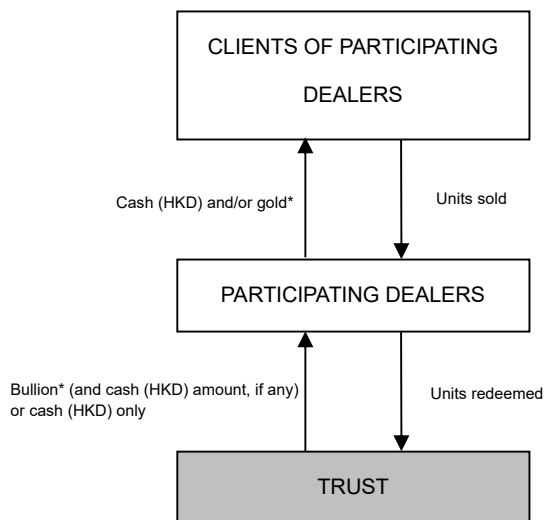 CLIENTS OF PARTICIPATING
DEALERS
Cash (HKD) and/or gold*
Units sold
PARTICIPATING DEALERS
Bullion* (and cash (HKD) amount, if any)
or cash (HKD) only
Units redeemed
TRUST